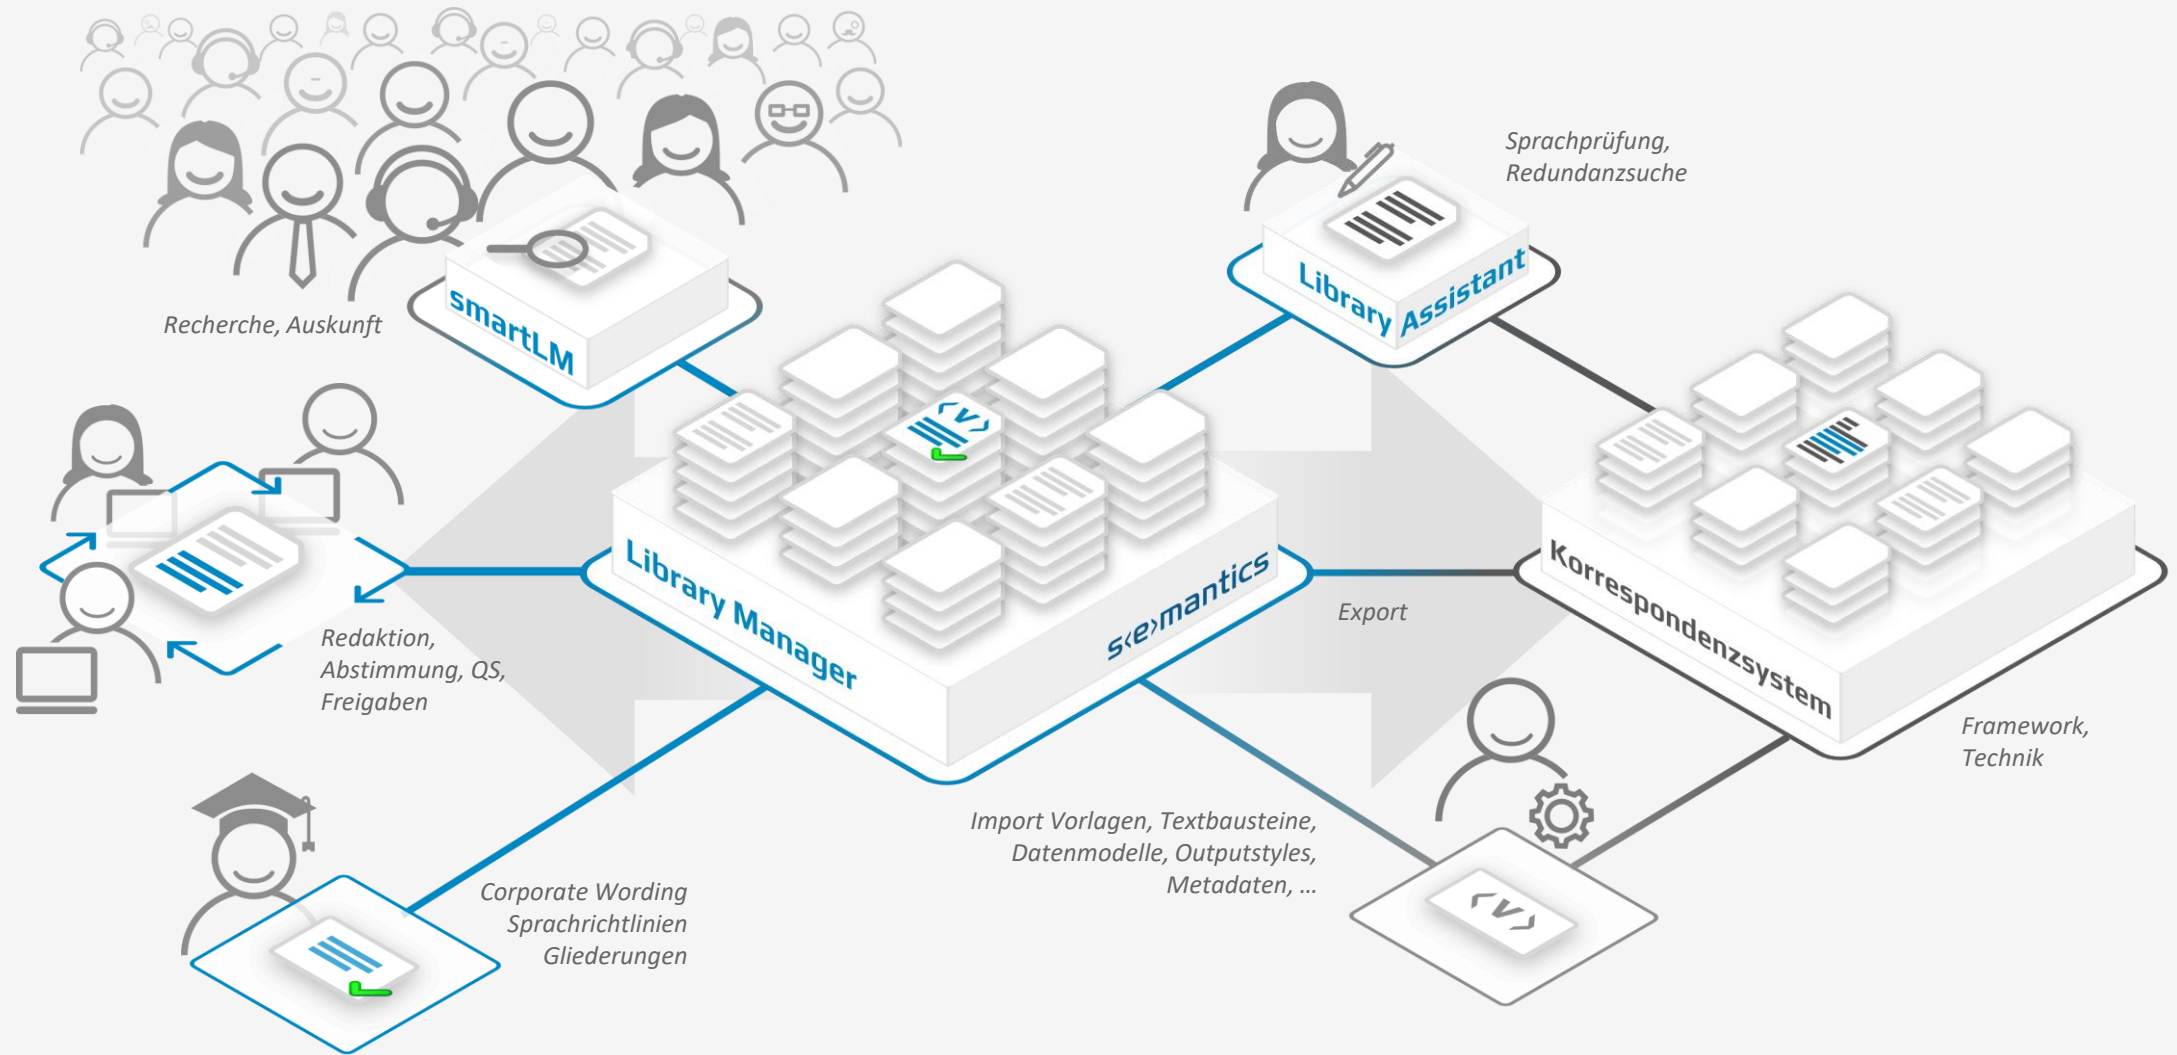 Sprachprüfung,
Redundanzsuche
Library Assistant
smartLM
Recherche, Auskunft
<v>
Library Manager
s<e>mantics
Korrespondenzsystem
Export
Redaktion,
Abstimmung, QS,
Freigaben
Framework,
Technik
Import Vorlagen, Textbausteine,
Datenmodelle, Outputstyles,
Metadaten, ...
Corporate Wording
Sprachrichtlinien
Gliederungen
<v>